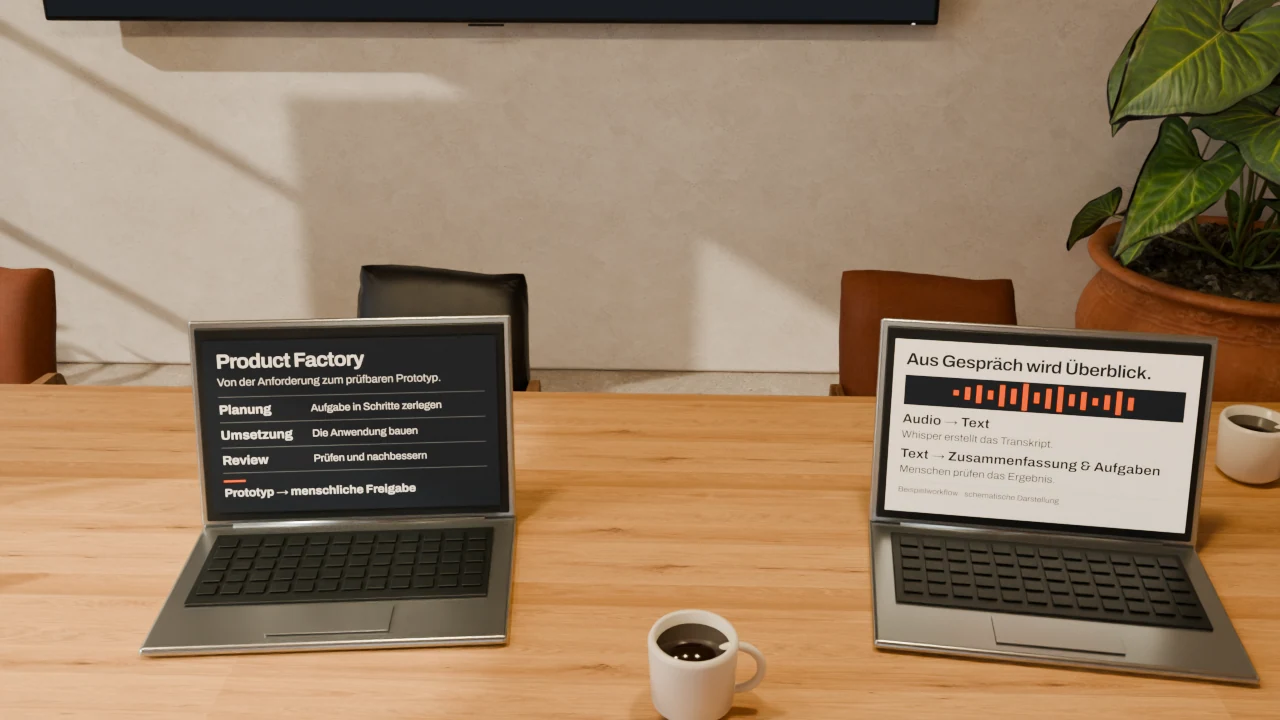 Product Factory
Von der Anforderung zum prüfbaren Prototyp.
Planung Aufgabe in Schritte zerlegen
Umsetzung Die Anwendung bauen
Review Prüfen und nachbessern
Prototyp → menschliche Freigabe
Aus Gespräch wird Überblick.
Audio → Text
Whisper erstellt das Transkript.
Text → Zusammenfassung & Aufgaben
Menschen prüfen das Ergebnis.
Beispielworkflow · schematische Darstellung